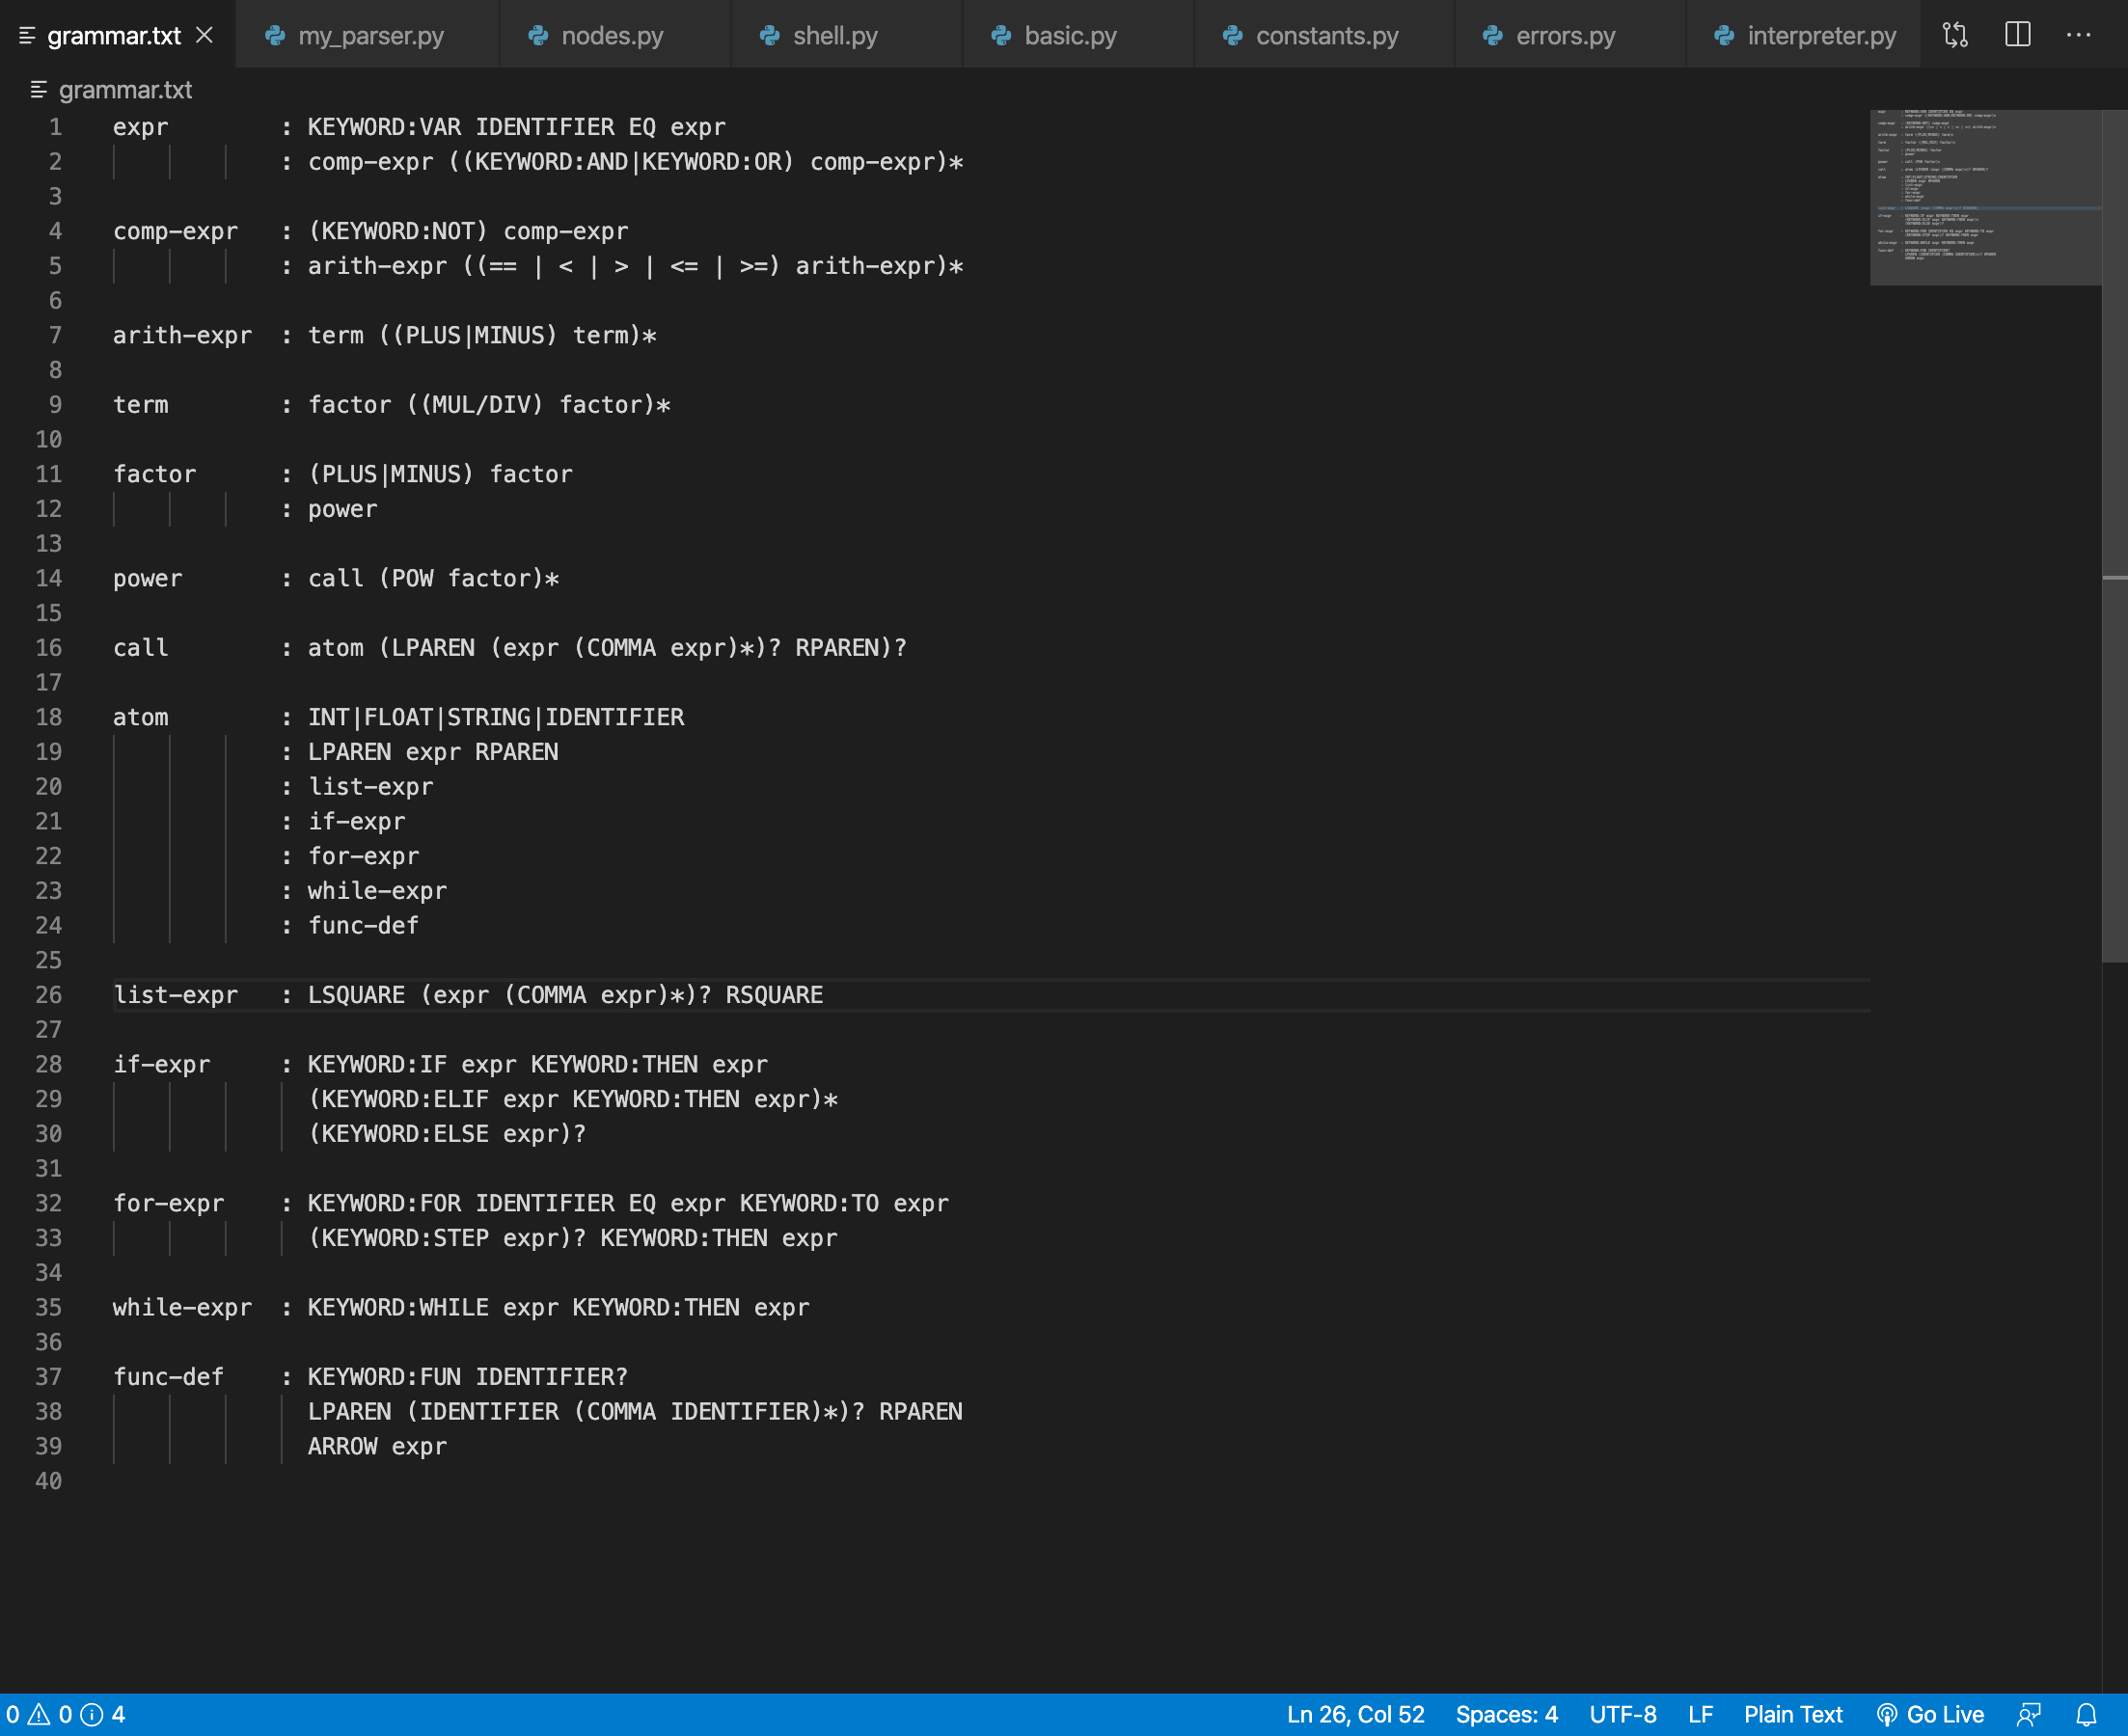 grammar.txt my_parser.py nodes.py shell.py basic.py constants.py errors.py interpreter.py
grammar.txt
1 expr : KEYWORD:VAR IDENTIFIER EQ expr
2 : comp-expr ((KEYWORD:AND|KEYWORD:OR) comp-expr)*
3
4 comp-expr : (KEYWORD:NOT) comp-expr
5 : arith-expr ((== | < | > | <= | >=) arith-expr)*
6
7 arith-expr : term ((PLUS|MINUS) term)*
8
9 term : factor ((MUL/DIV) factor)*
10
11 factor : (PLUS|MINUS) factor
12 : power
13
14 power : call (POW factor)*
15
16 call : atom (LPAREN (expr (COMMA expr)*)? RPAREN)?
17
18 atom : INT|FLOAT|STRING|IDENTIFIER
19 : LPAREN expr RPAREN
20 : list-expr
21 : if-expr
22 : for-expr
23 : while-expr
24 : func-def
25
26 list-expr : LSQUARE (expr (COMMA expr)*)? RSQUARE
27
28 if-expr : KEYWORD:IF expr KEYWORD:THEN expr
29 (KEYWORD:ELIF expr KEYWORD:THEN expr)*
30 (KEYWORD:ELSE expr)?
31
32 for-expr : KEYWORD:FOR IDENTIFIER EQ expr KEYWORD:TO expr
33 (KEYWORD:STEP expr)? KEYWORD:THEN expr
34
35 while-expr : KEYWORD:WHILE expr KEYWORD:THEN expr
36
37 func-def : KEYWORD:FUN IDENTIFIER?
38 LPAREN (IDENTIFIER (COMMA IDENTIFIER)*)? RPAREN
39 ARROW expr
40
0 0 4 Ln 26, Col 52 Spaces: 4 UTF-8 LF Plain Text Go Live